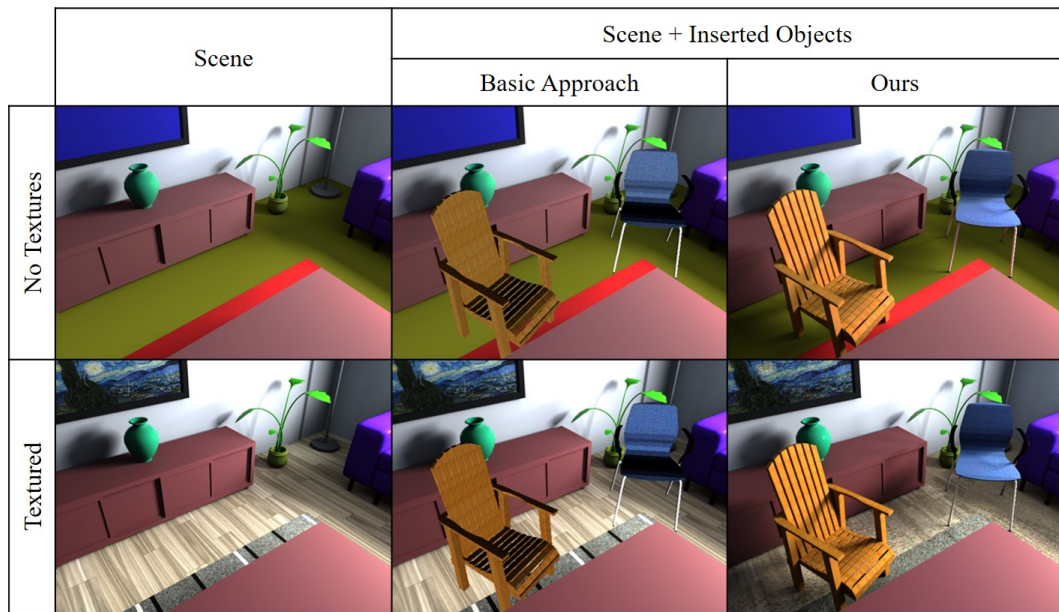 Scene
Scene + Inserted Objects
Basic Approach
Ours
No Textures
Textured